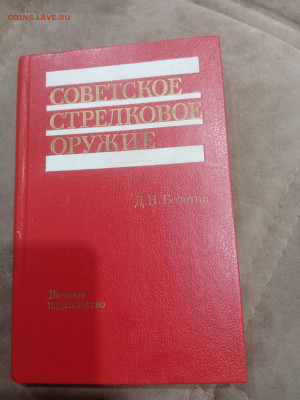 COINS.LAVE.RU
СОВЕТСКОЕ
СТРЕЛКОВОЕ
ОРУЖИЕ
Д.Н. Болотин
Военное
издательство